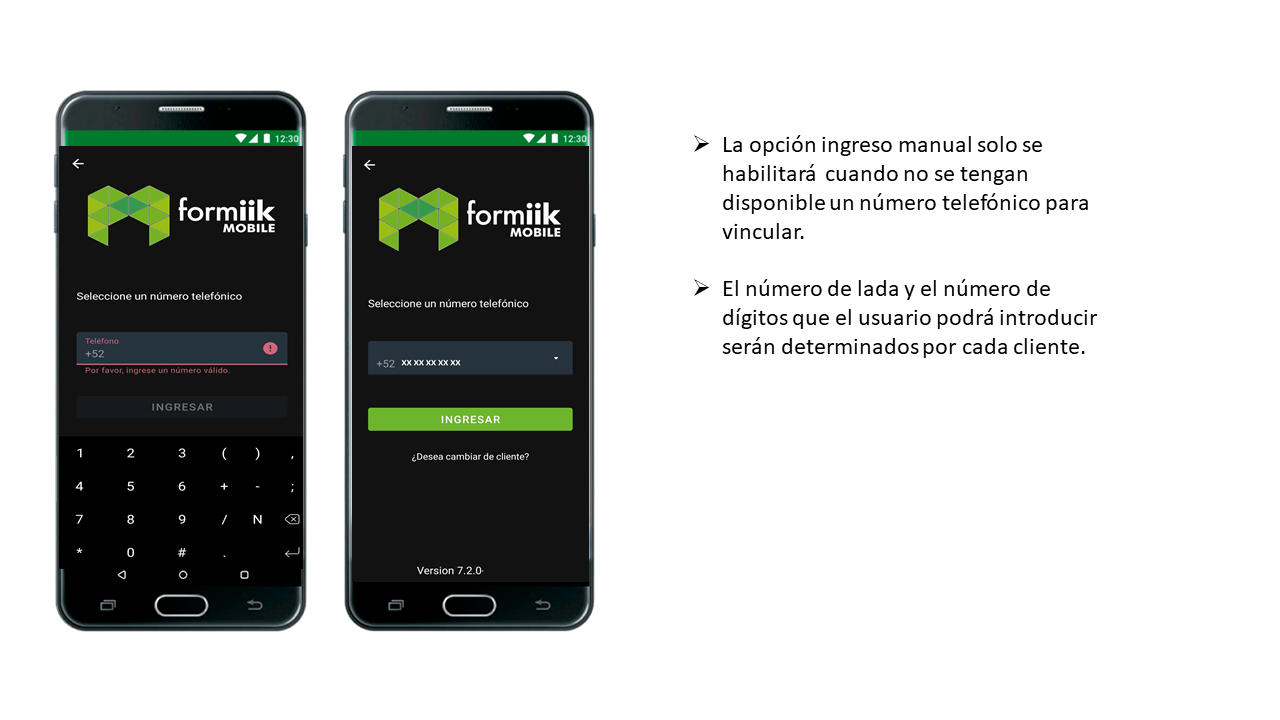 12:30
formiik
MOBILE
Seleccione un número telefónico
Teléfono
+52
Por favor, ingrese un número válido.
INGRESAR
1 2 3 ( ) ,
4 5 6 + - ;
7 8 9 / N
* 0 # .
12:30
formiik
MOBILE
Seleccione un número telefónico
+52 xx xx xx xx xx
INGRESAR
¿Desea cambiar de cliente?
Version 7.2.0-
La opción ingreso manual solo se
habilitará cuando no se tengan
disponible un número telefónico para
vincular.
El número de lada y el número de
dígitos que el usuario podrá introducir
serán determinados por cada cliente.